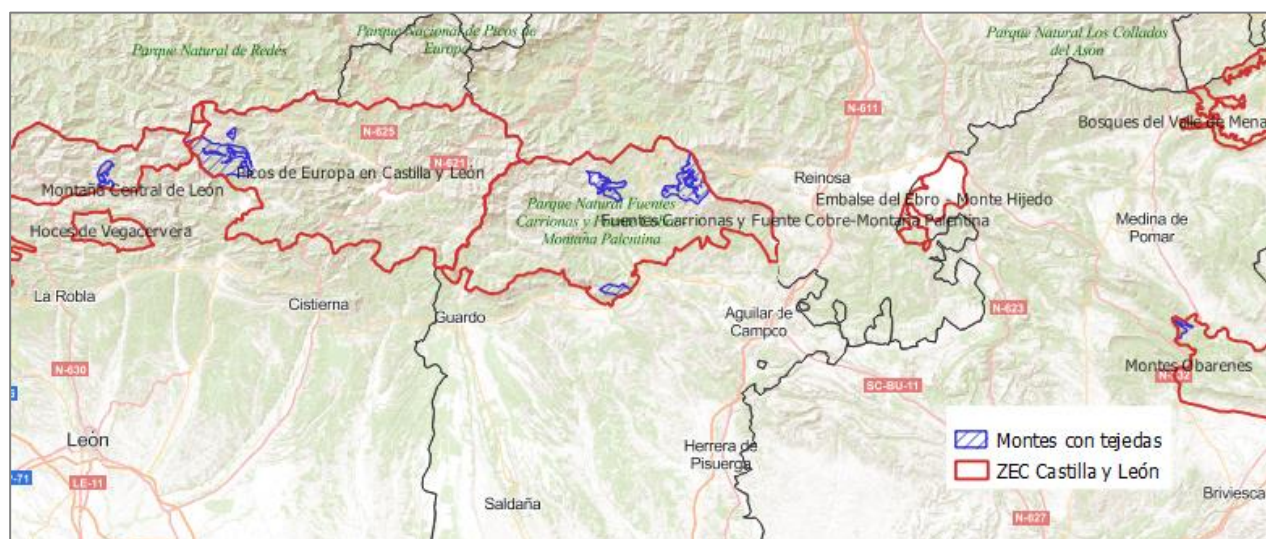 Parque Nacional de Picos de
Europa
Parque Natural de Redes
Parque Natural Los Collados
del Asón
N-611
Bosques del Valle de Mena
N-625
N-621
Picos de Europa en Castilla y León
Montaña Central de León
Reinosa
Embalse del Ebro - Monte Hijedo
Parque Natural Fuentes
Carrionas y
Fuentes Carrionas y Fuente Cobre-Montaña Palentina
Montaña Palentina
Hoces de Vegacervera
Medina de
Pomar
La Robla
Cistierna
Guardo
Aguilar de
Campoo
N-623
N-630
Montes Obarenes
SC-BU-11
León
Montes con tejedas
Herrera de
Pisuerga
ZEC Castilla y León
P-71
LE-11
Saldaña
Briviesca
N-627